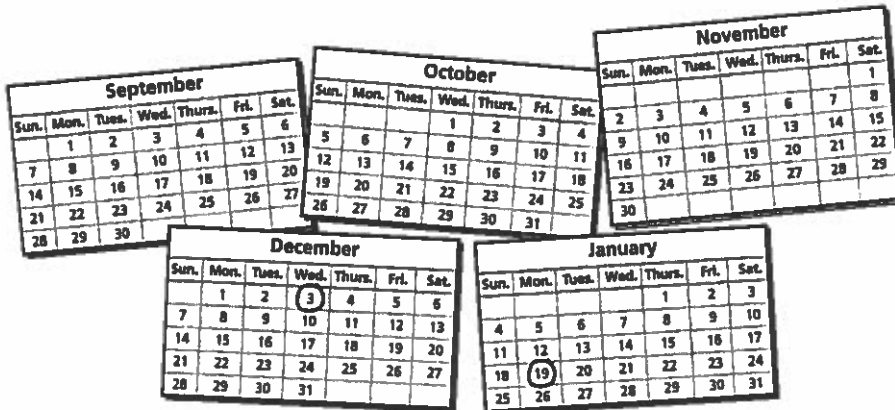 September
Sun. Mon. Tues. Wed. Thurs. Fri. Sat.
1 2 3 4 5 6
7 8 9 10 11 12 13
14 15 16 17 18 19 20
21 22 23 24 25 26 27
28 29 30
October
Sun. Mon. Tues. Wed. Thurs. Fri. Sat.
1 2 3 4
5 6 7 8 9 10 11
12 13 14 15 16 17 18
19 20 21 22 23 24 25
26 27 28 29 30 31
November
Sun. Mon. Tues. Wed. Thurs. Fri. Sat.
1
2 3 4 5 6 7 8
9 10 11 12 13 14 15
16 17 18 19 20 21 22
23 24 25 26 27 28 29
30
December
Sun. Mon. Tues. Wed. Thurs. Fri. Sat.
1 2 3 4 5 6
7 8 9 10 11 12 13
14 15 16 17 18 19 20
21 22 23 24 25 26 27
28 29 30 31
January
Sun. Mon. Tues. Wed. Thurs. Fri. Sat.
1 2 3
4 5 6 7 8 9 10
11 12 13 14 15 16 17
18 19 20 21 22 23 24
25 26 27 28 29 30 31